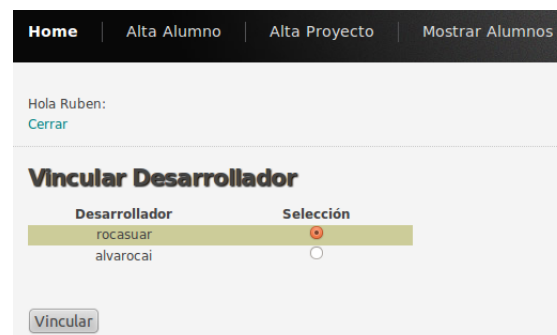 Home Alta Alumno Alta Proyecto Mostrar Alumnos
Hola Ruben:
Cerrar
Vincular Desarrollador
Desarrollador Selección
rocasuar
alvarocai
Vincular